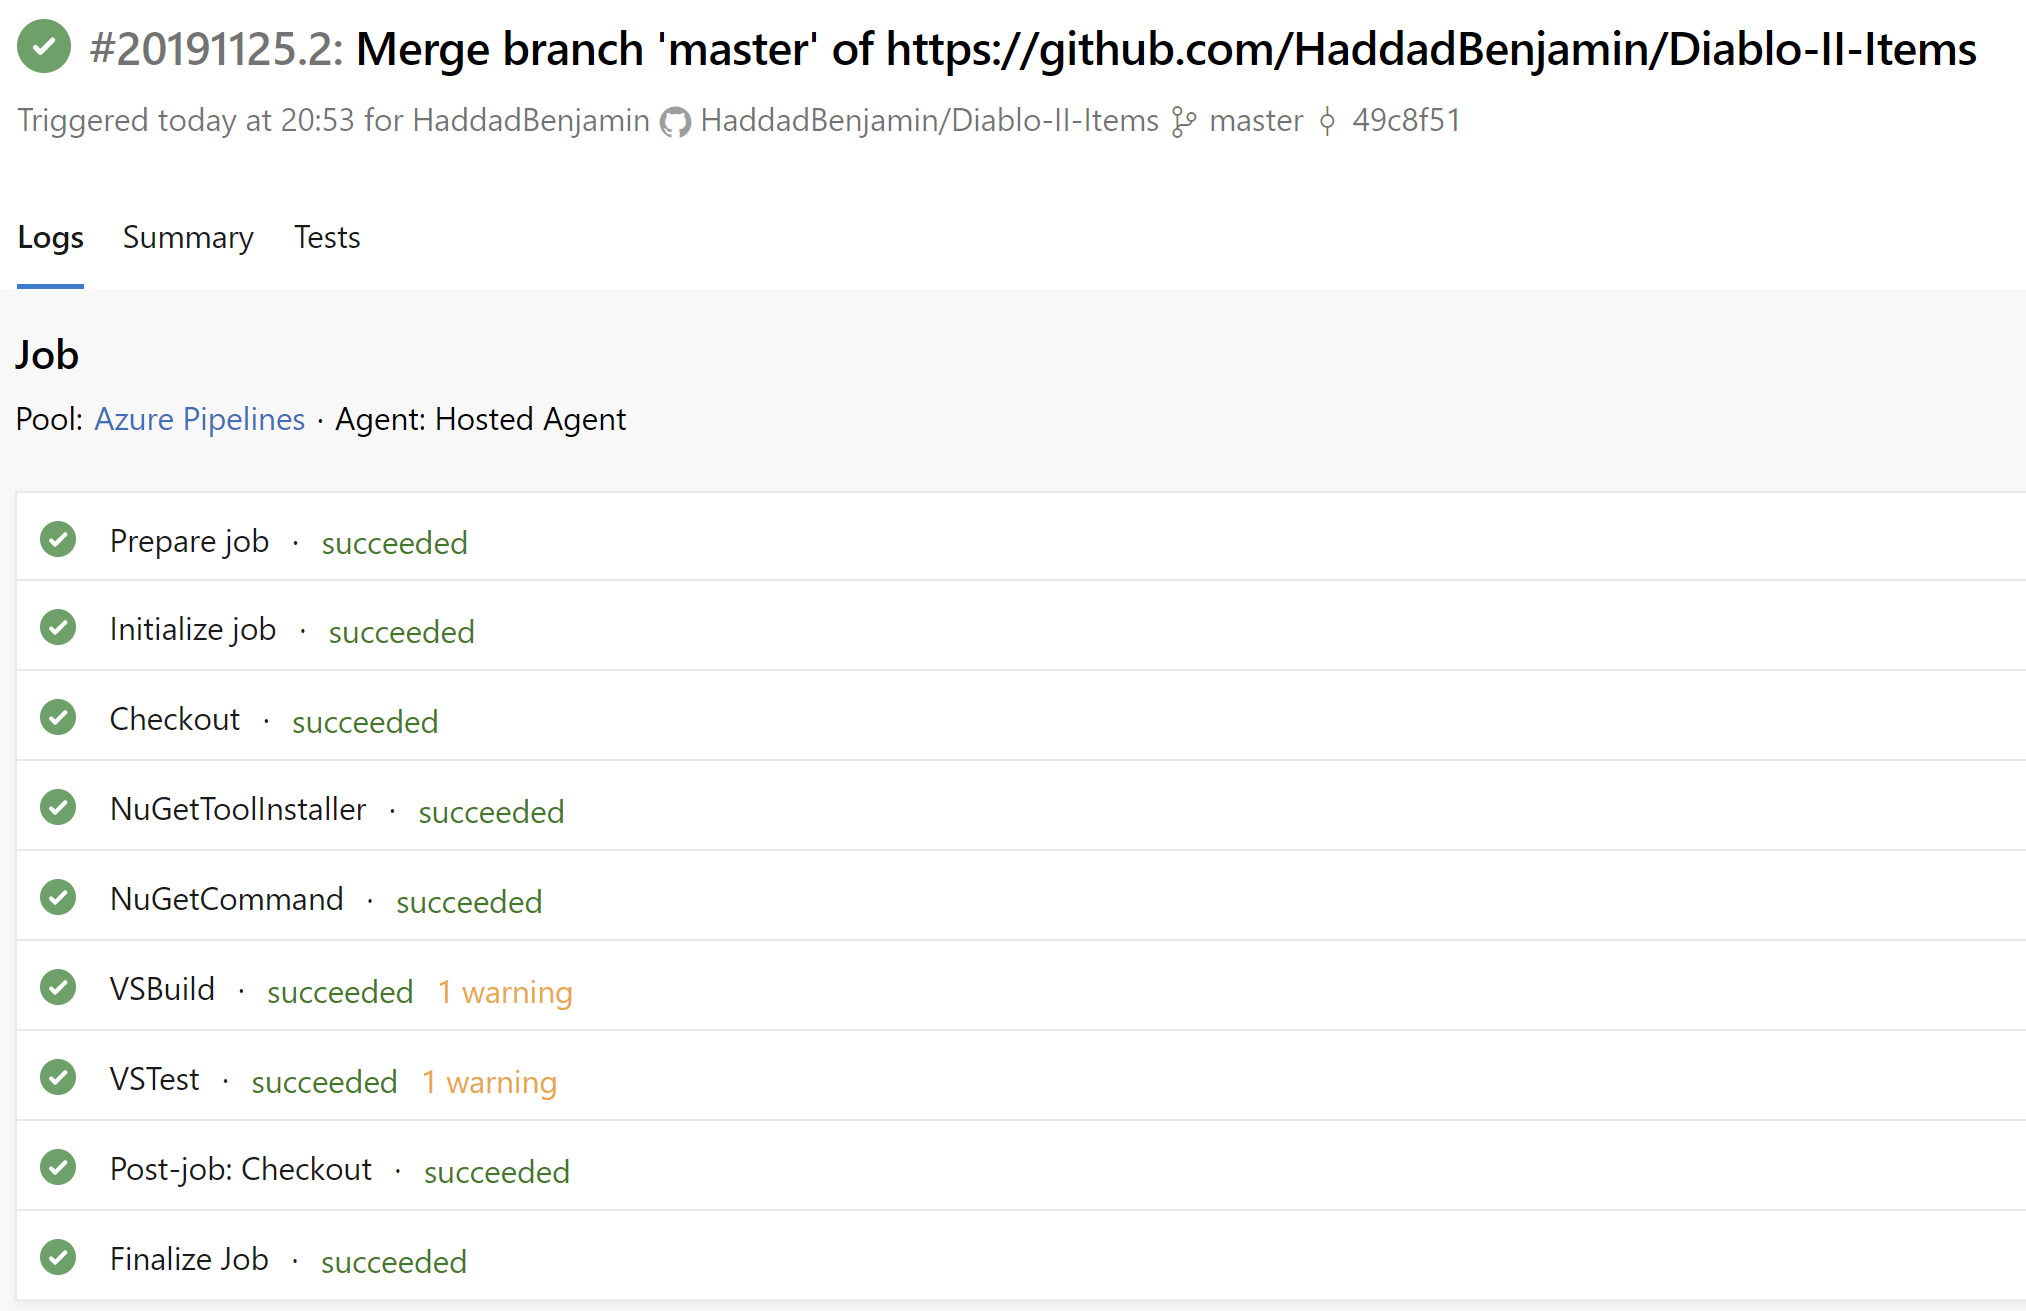 #20191125.2: Merge branch 'master' of https://github.com/HaddadBenjamin/Diablo-II-Items
Triggered today at 20:53 for HaddadBenjamin HaddadBenjamin/Diablo-II-Items master 49c8f51
Logs Summary Tests
Job
Pool: Azure Pipelines · Agent: Hosted Agent
Prepare job · succeeded
Initialize job · succeeded
Checkout · succeeded
NuGetToolInstaller · succeeded
NuGetCommand · succeeded
VSBuild · succeeded 1 warning
VSTest · succeeded 1 warning
Post-job: Checkout · succeeded
Finalize Job · succeeded